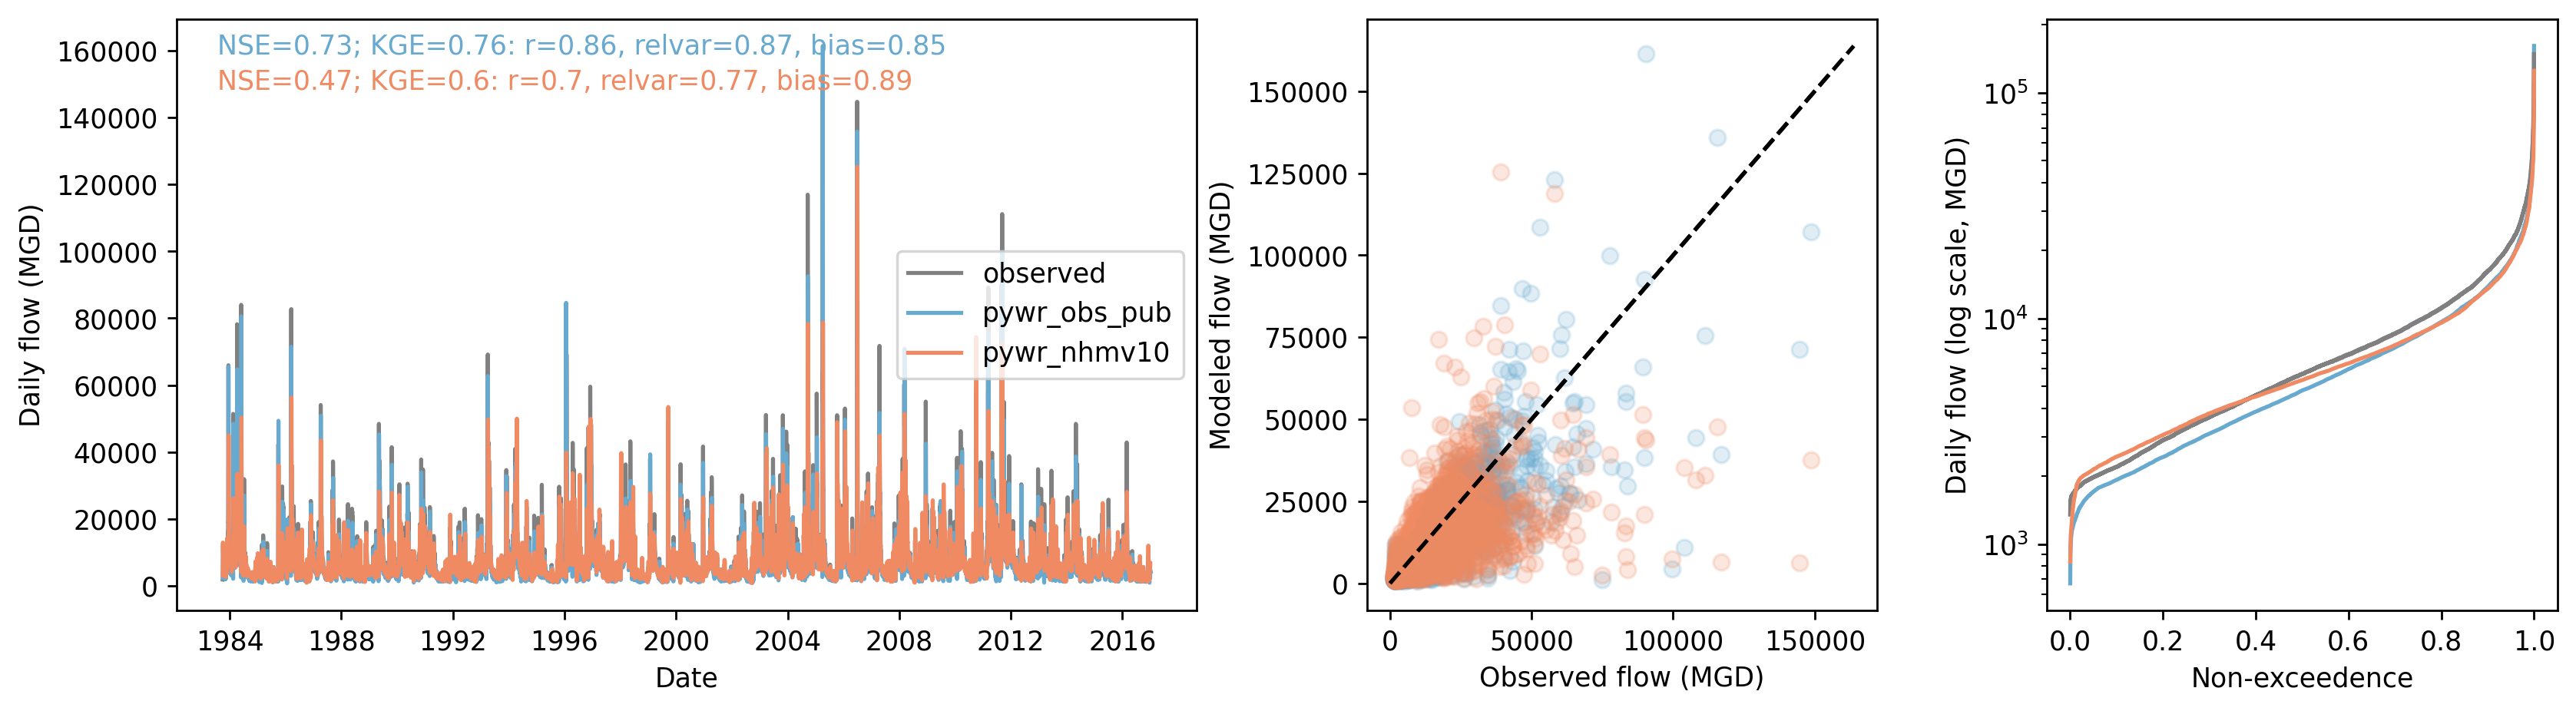 NSE=0.73; KGE=0.76: r=0.86, relvar=0.87, bias=0.85
NSE=0.47; KGE=0.6: r=0.7, relvar=0.77, bias=0.89
160000
140000
120000
100000
80000
60000
40000
20000
0
Daily flow (MGD)
observed
pywr_obs_pub
pywr_nhmv10
1984 1988 1992 1996 2000 2004 2008 2012 2016
Date
150000
125000
100000
75000
50000
25000
0
Modeled flow (MGD)
0 50000 100000 150000
Observed flow (MGD)
10⁵
10⁴
10³
Daily flow (log scale, MGD)
0.0 0.2 0.4 0.6 0.8 1.0
Non-exceedence